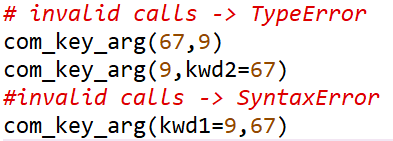 # invalid calls -> TypeError
com_key_arg(67,9)
com_key_arg(9,kwd2=67)
#invalid calls -> SyntaxError
com_key_arg(kwd1=9,67)